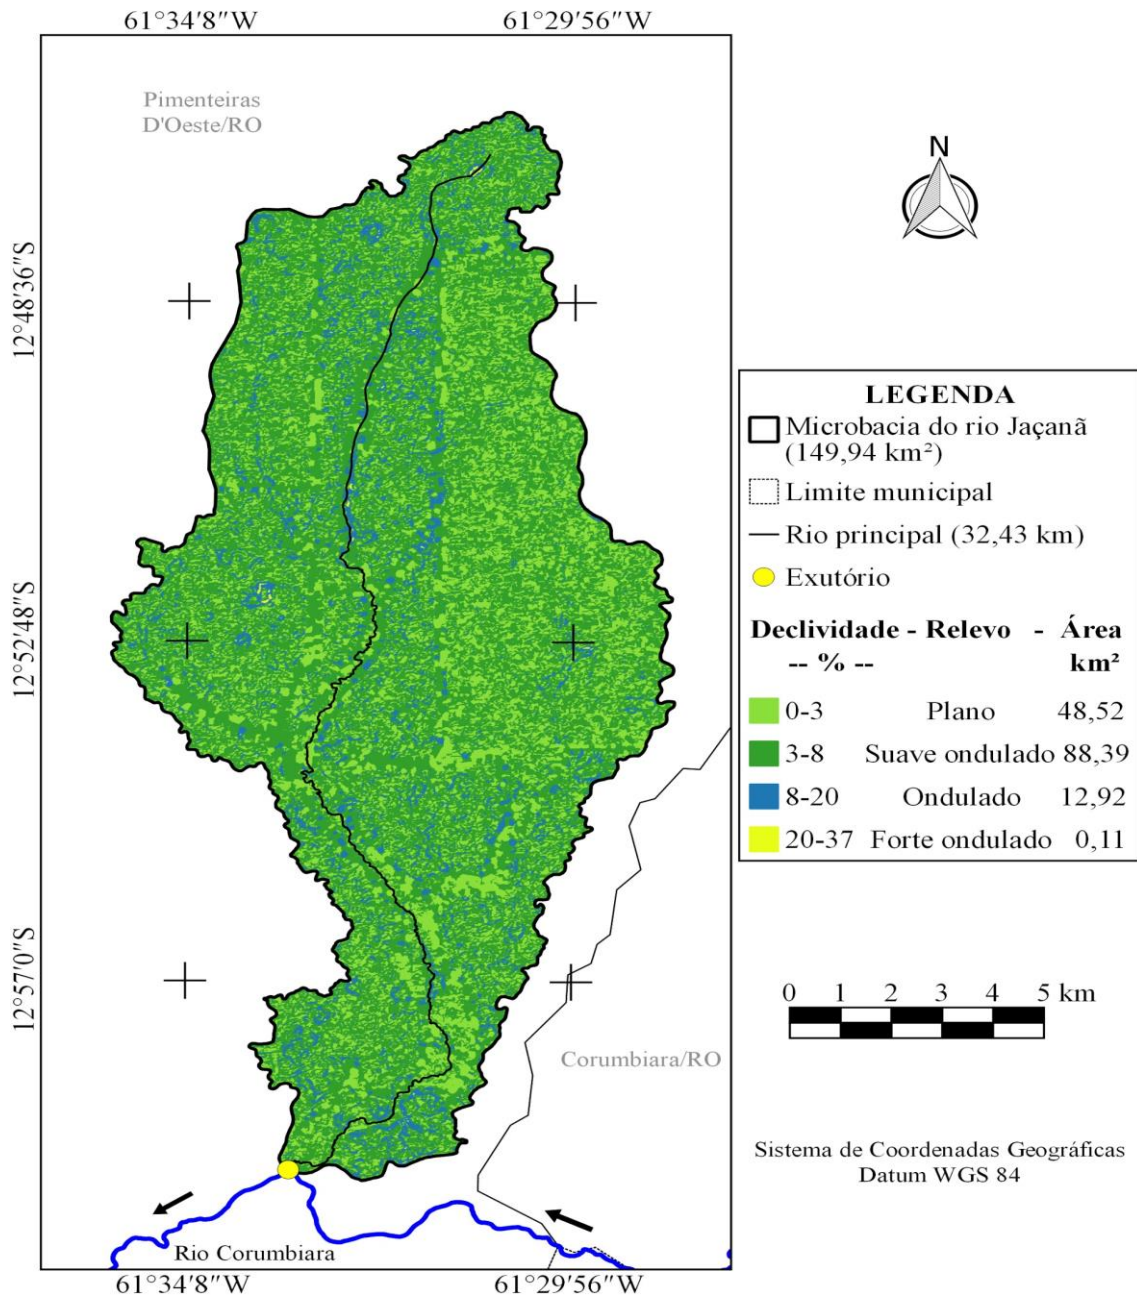 61°34'8"W
61°29'56"W
Pimenteiras
D'Oeste/RO
N
12°48'36"S
12°52'48"S
12°57'0"S
LEGENDA
Microbacia do rio Jaçanã
(149,94 km²)
Limite municipal
Rio principal (32,43 km)
Exutório
Declividade - Relevo - Área
-- % -- km²
0-3 Plano 48,52
3-8 Suave ondulado 88,39
8-20 Ondulado 12,92
20-37 Forte ondulado 0,11
0 1 2 3 4 5 km
Corumbiara/RO
Sistema de Coordenadas Geográficas
Datum WGS 84
Rio Corumbiara
61°34'8"W
61°29'56"W